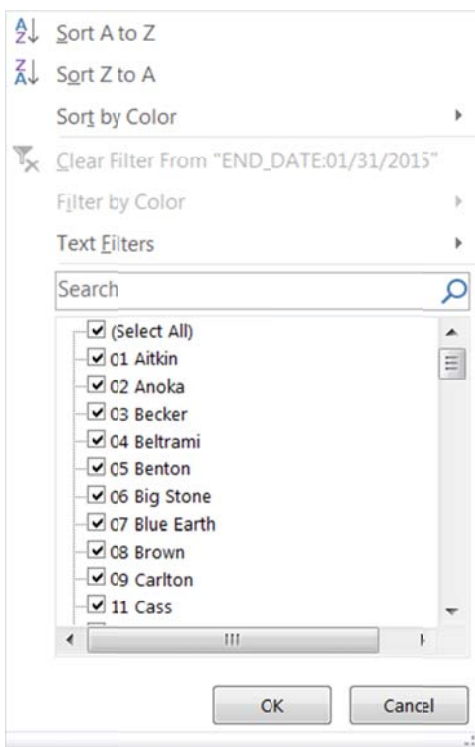 Sort A to Z
Sort Z to A
Sort by Color
Clear Filter From "END_DATE:01/31/2015"
Filter by Color
Text Filters
Search
(Select All)
01 Aitkin
02 Anoka
03 Becker
04 Beltrami
05 Benton
06 Big Stone
07 Blue Earth
08 Brown
09 Carlton
11 Cass
OK
Cancel